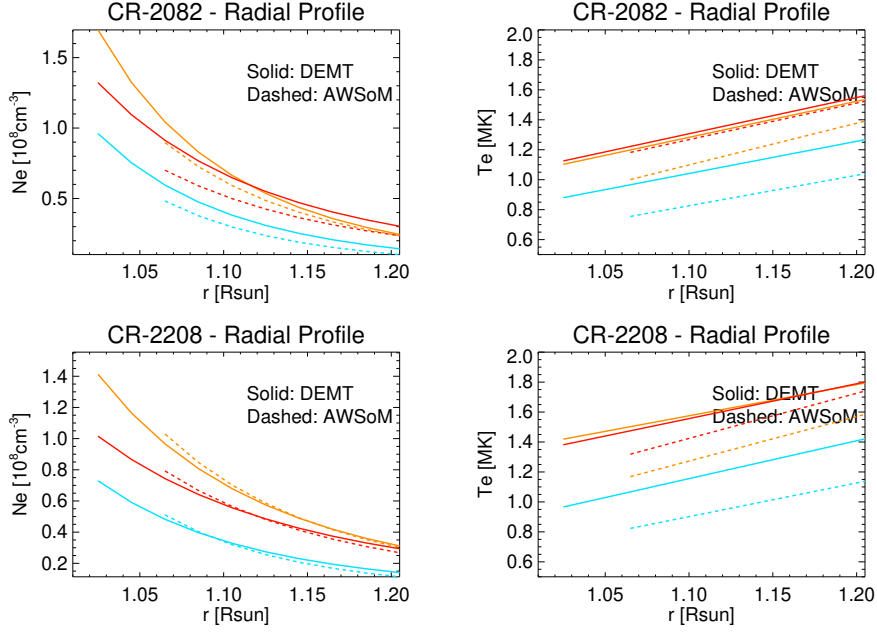 CR-2082 - Radial Profile
Ne [10⁸cm⁻³]
1.5
1.0
0.5
Solid: DEMT
Dashed: AWSoM
1.05 1.10 1.15 1.20
r [Rsun]
CR-2082 - Radial Profile
Te [MK]
2.0
1.8
1.6
1.4
1.2
1.0
0.8
0.6
Solid: DEMT
Dashed: AWSoM
1.05 1.10 1.15 1.20
r [Rsun]
CR-2208 - Radial Profile
Ne [10⁸cm⁻³]
1.4
1.2
1.0
0.8
0.6
0.4
0.2
Solid: DEMT
Dashed: AWSoM
1.05 1.10 1.15 1.20
r [Rsun]
CR-2208 - Radial Profile
Te [MK]
2.0
1.8
1.6
1.4
1.2
1.0
0.8
0.6
Solid: DEMT
Dashed: AWSoM
1.05 1.10 1.15 1.20
r [Rsun]